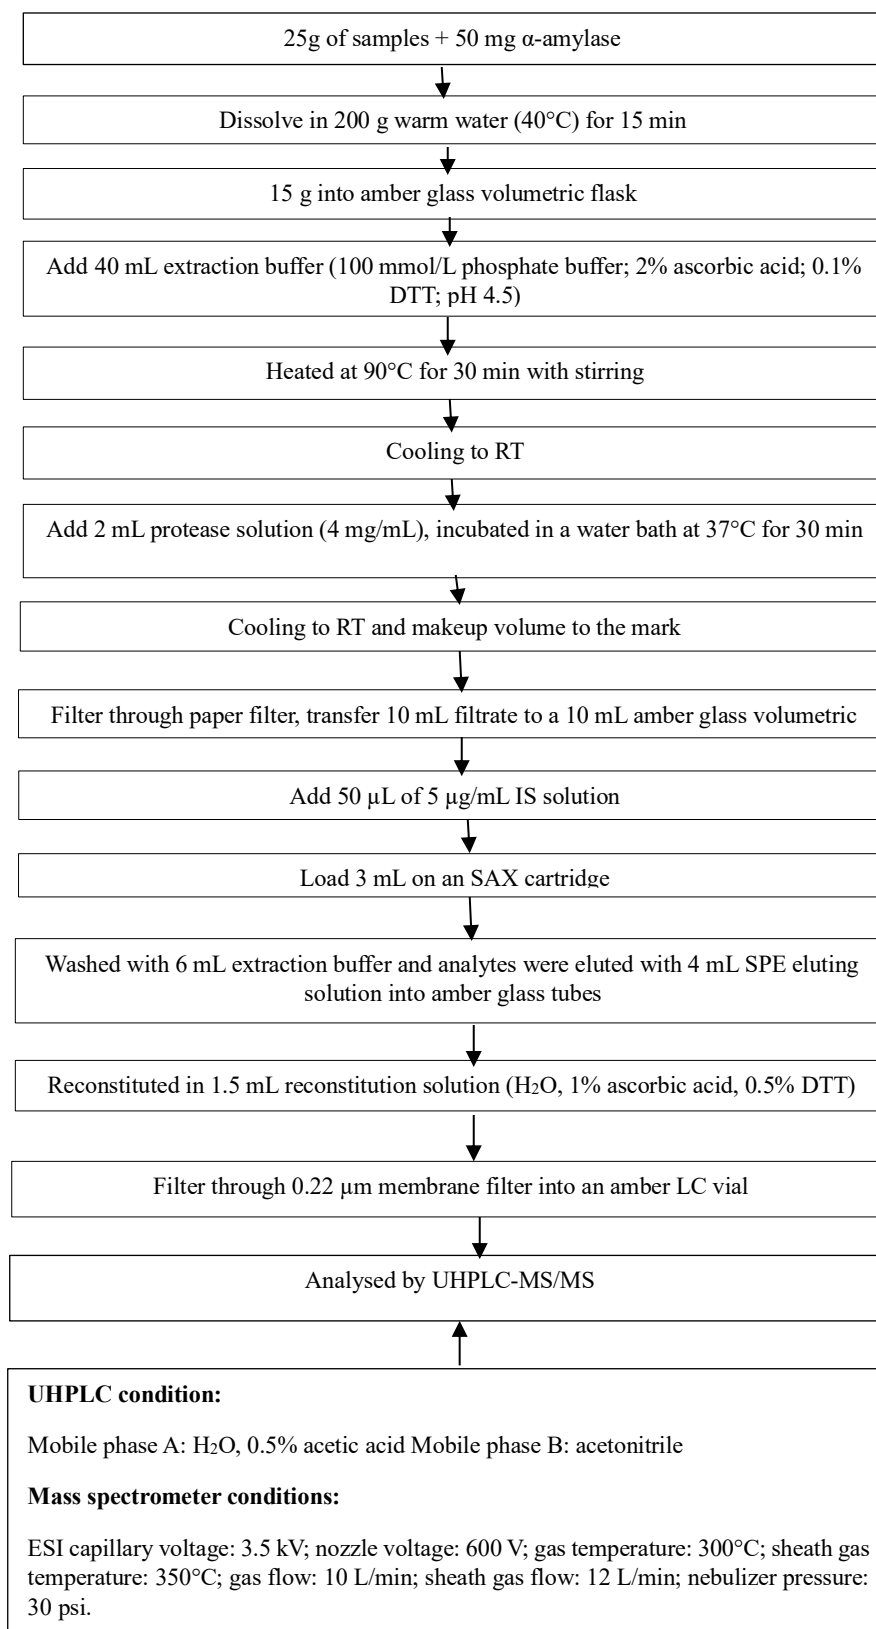 25g of samples + 50 mg α-amylase
Dissolve in 200 g warm water (40°C) for 15 min
15 g into amber glass volumetric flask
Add 40 mL extraction buffer (100 mmol/L phosphate buffer; 2% ascorbic acid; 0.1%
DTT; pH 4.5)
Heated at 90°C for 30 min with stirring
Cooling to RT
Add 2 mL protease solution (4 mg/mL), incubated in a water bath at 37°C for 30 min
Cooling to RT and makeup volume to the mark
Filter through paper filter, transfer 10 mL filtrate to a 10 mL amber glass volumetric
Add 50 µL of 5 µg/mL IS solution
Load 3 mL on an SAX cartridge
Washed with 6 mL extraction buffer and analytes were eluted with 4 mL SPE eluting
solution into amber glass tubes
Reconstituted in 1.5 mL reconstitution solution (H₂O, 1% ascorbic acid, 0.5% DTT)
Filter through 0.22 µm membrane filter into an amber LC vial
Analysed by UHPLC-MS/MS
UHPLC condition:
Mobile phase A: H₂O, 0.5% acetic acid Mobile phase B: acetonitrile
Mass spectrometer conditions:
ESI capillary voltage: 3.5 kV; nozzle voltage: 600 V; gas temperature: 300°C; sheath gas
temperature: 350°C; gas flow: 10 L/min; sheath gas flow: 12 L/min; nebulizer pressure:
30 psi.